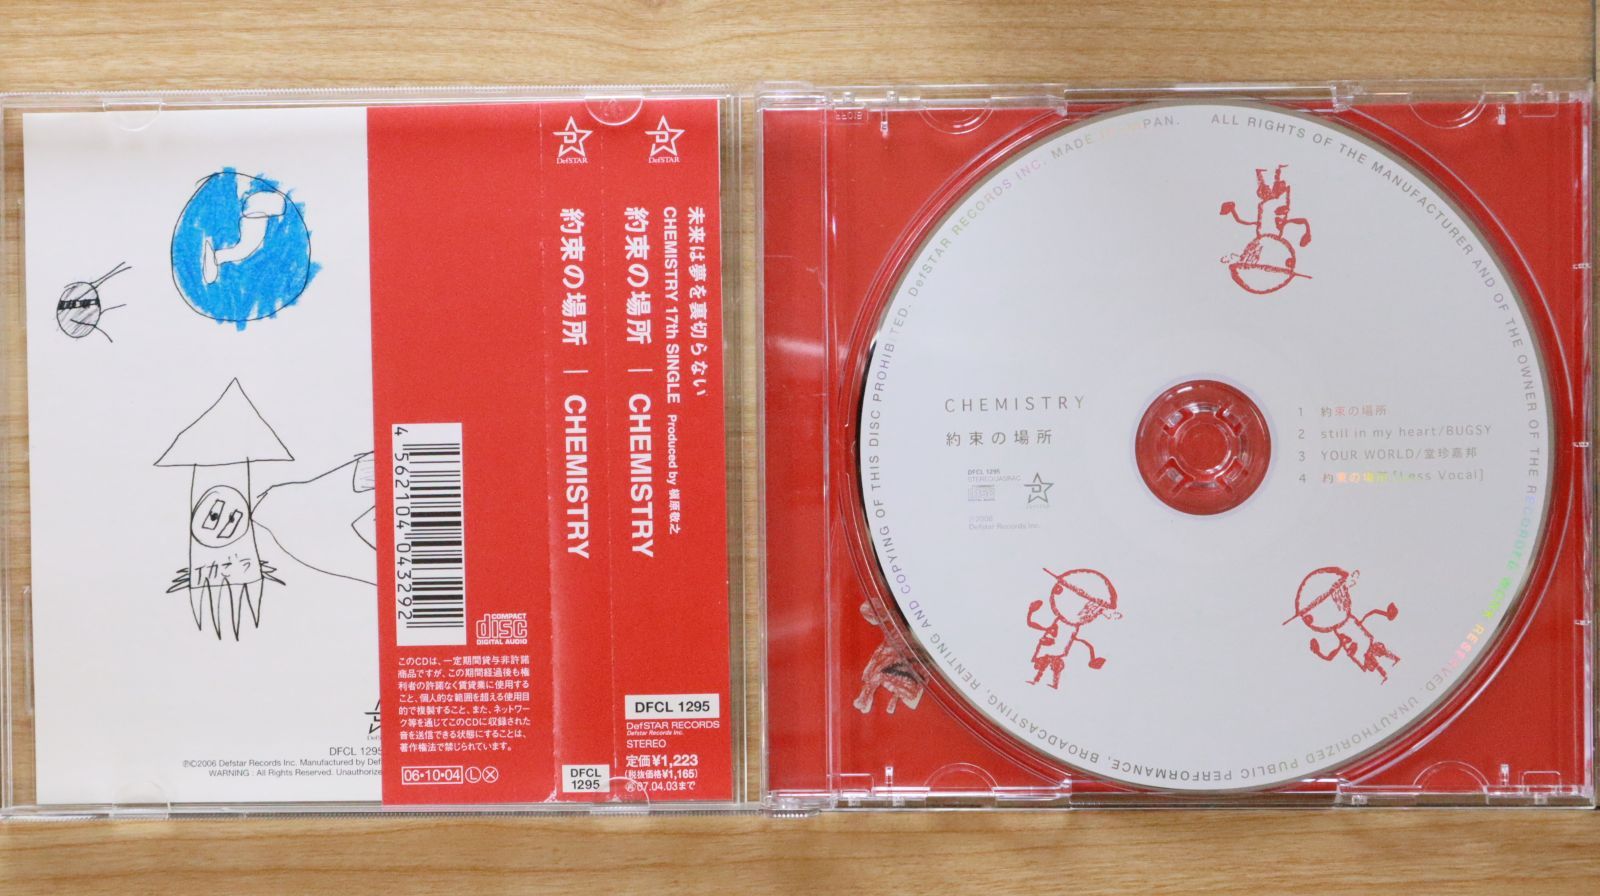 イカゴラ
DFCL 1295
℗©2006 Defstar Records Inc. Manufactured by Def
WARNING : All Rights Reserved. Unauthorize
4 562104 043292
COMPACT
disc
DIGITAL AUDIO
このCDは、一定期間貸与非許諾
商品ですが、この期間経過後も権
利者の許諾なく賃貸業に使用する
こと、個人的な範囲を超える使用目
的で複製すること、また、ネットワー
ク等を通じてこのCDに収録された
音を送信できる状態にすることは、
著作権法で禁じられています。
06・10・04 Ⓛ Ⓧ
DefSTAR
約束の場所 | CHEMISTRY
DFCL
1295
DefSTAR
未来は夢を裏切らない
CHEMISTRY 17th SINGLE Produced by 槇原敬之
約束の場所 | CHEMISTRY
DFCL 1295
DefSTAR RECORDS
Defstar Records Inc.
STEREO
定価¥1,223
(税抜価格¥1,165)
Ⓡ07.04.03まで
ALL RIGHTS OF THE MANUFACTURER AND OF THE OWNER OF THE RECORDED WORK RESERVED. UNAUTHORIZED PUBLIC PERFORMANCE, BROADCASTING, RENTING AND COPYING OF THIS DISC PROHIBITED. DefSTAR RECORDS INC. MADE IN JAPAN.
CHEMISTRY
約束の場所
DFCL 1295
STEREO/JASRAC
DefSTAR
℗2006
Defstar Records Inc.
1 約束の場所
2 still in my heart/BUGSY
3 YOUR WORLD/堂珍嘉邦
4 約束の場所 [Less Vocal]